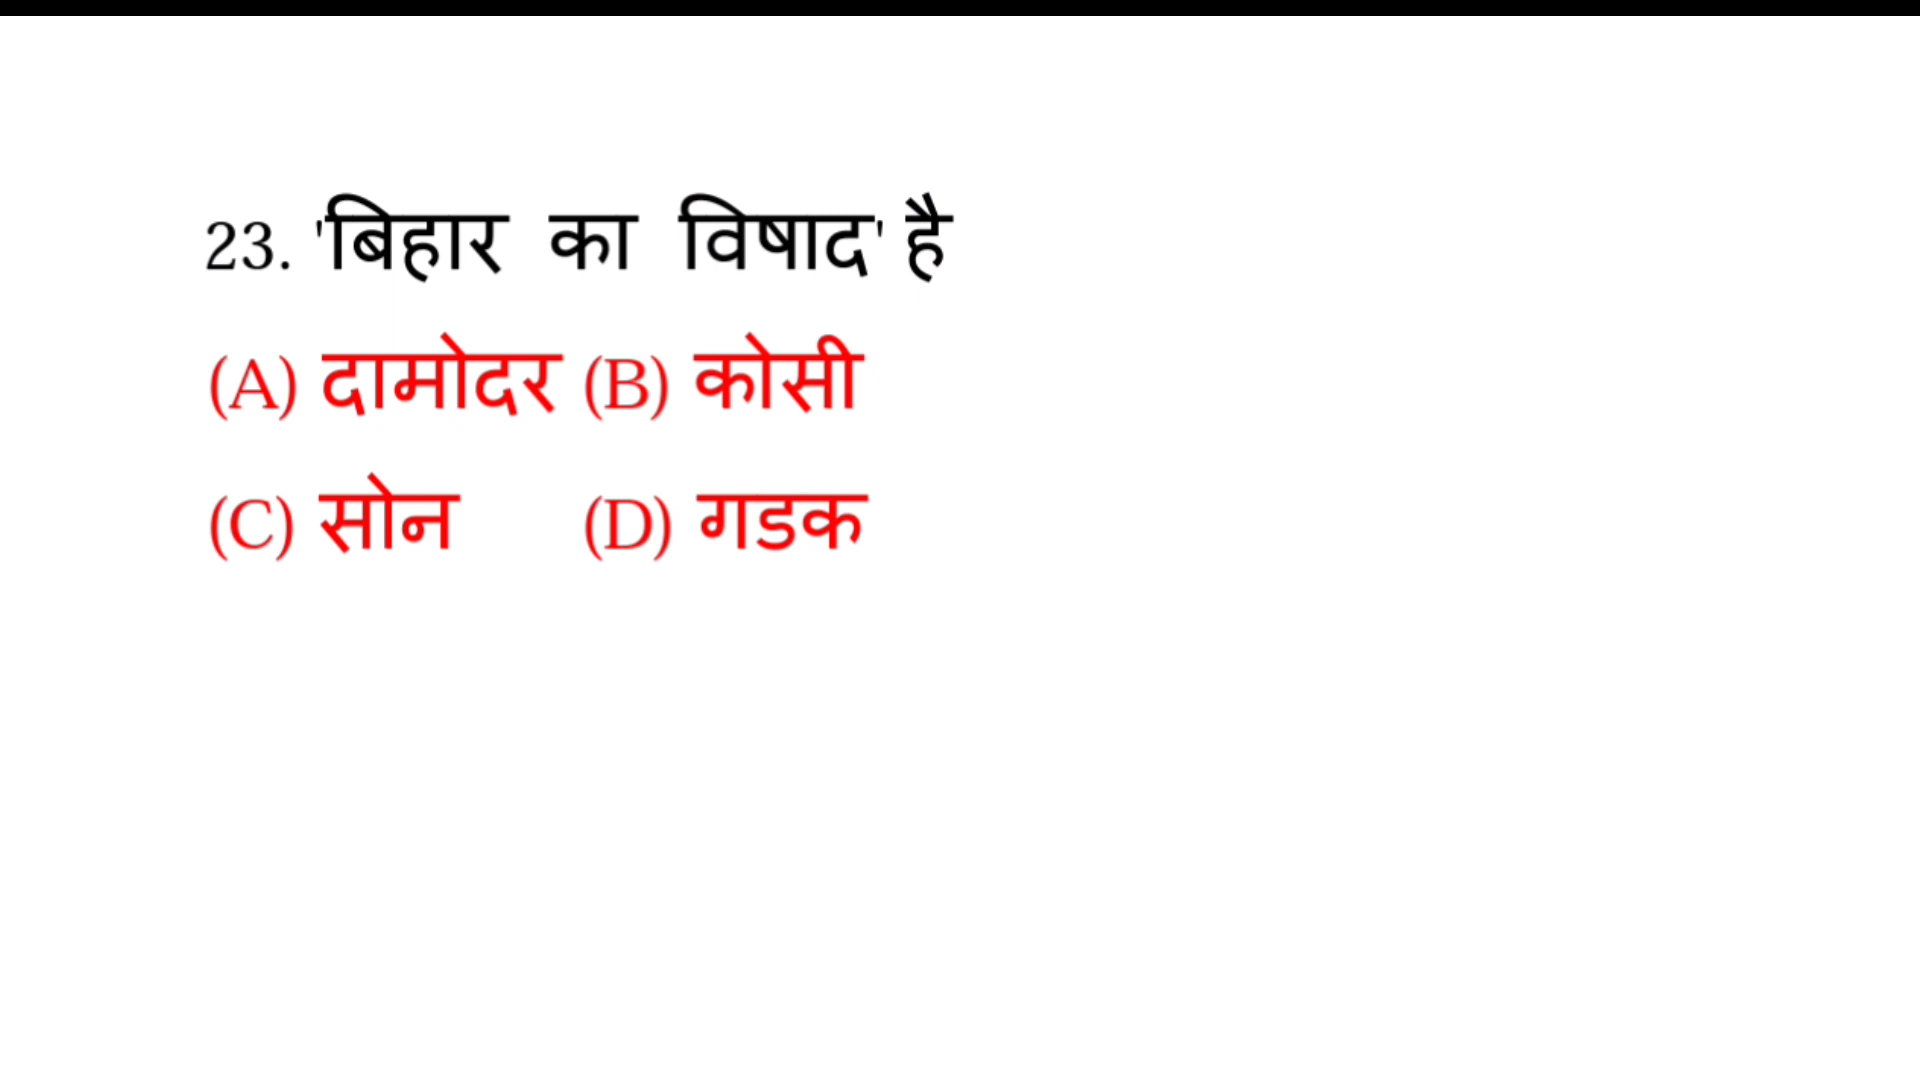 23. 'बिहार का विषाद' है
(A) दामोदर (B) कोसी
(C) सोन (D) गडक